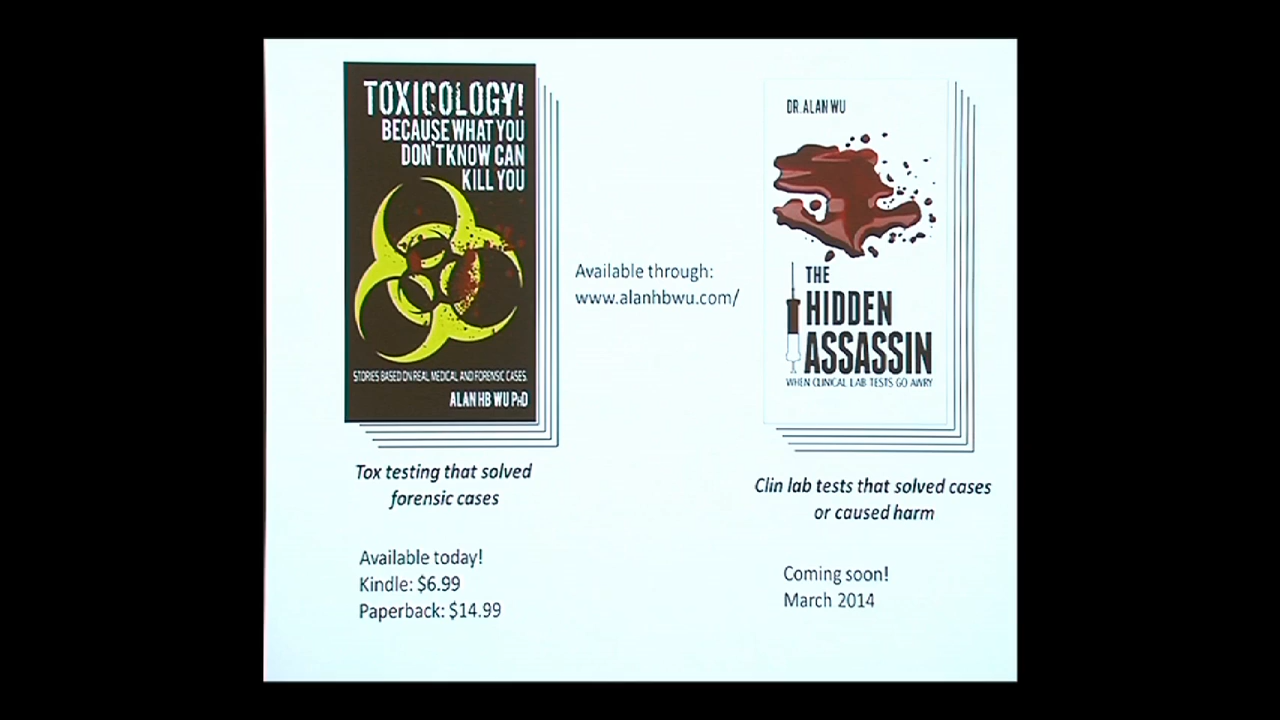 TOXICOLOGY!
BECAUSE WHAT YOU
DON'T KNOW CAN
KILL YOU
STORIES BASED ON REAL MEDICAL AND FORENSIC CASES.
ALAN HB WU PHD
Tox testing that solved
forensic cases
Available today!
Kindle: $6.99
Paperback: $14.99
Available through:
www.alanhbwu.com/
DR. ALAN WU
THE
HIDDEN
ASSASSIN
WHEN CLINICAL LAB TESTS GO AWRY
Clin lab tests that solved cases
or caused harm
Coming soon!
March 2014